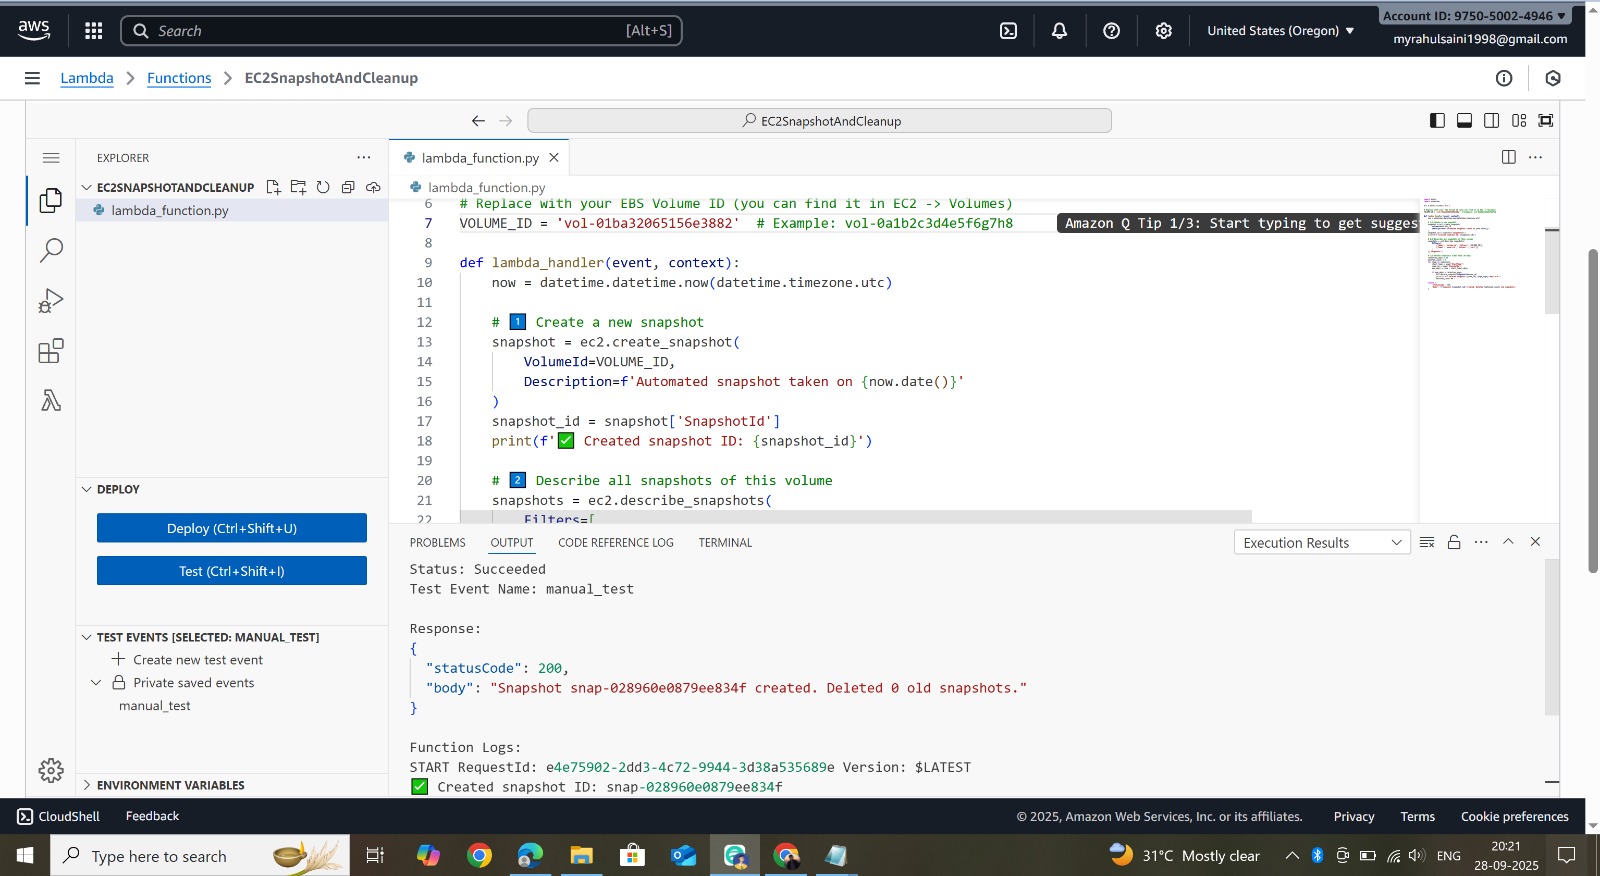 aws
Search
[Alt+S]
United States (Oregon)
Account ID: 9750-5002-4946
myrahulsaini1998@gmail.com
Lambda
Functions
EC2SnapshotAndCleanup
EC2SnapshotAndCleanup
EXPLORER
EC2SNAPSHOTANDCLEANUP
lambda_function.py
DEPLOY
Deploy (Ctrl+Shift+U)
Test (Ctrl+Shift+I)
TEST EVENTS [SELECTED: MANUAL_TEST]
Create new test event
Private saved events
manual_test
ENVIRONMENT VARIABLES
lambda_function.py
lambda_function.py
6 # Replace with your EBS Volume ID (you can find it in EC2 -> Volumes)
7 VOLUME_ID = 'vol-01ba32065156e3882'  # Example: vol-0a1b2c3d4e5f6g7h8
Amazon Q Tip 1/3: Start typing to get sugges
8
9 def lambda_handler(event, context):
10     now = datetime.datetime.now(datetime.timezone.utc)
11
12     # 1 Create a new snapshot
13     snapshot = ec2.create_snapshot(
14         VolumeId=VOLUME_ID,
15         Description=f'Automated snapshot taken on {now.date()}'
16     )
17     snapshot_id = snapshot['SnapshotId']
18     print(f'✅ Created snapshot ID: {snapshot_id}')
19
20     # 2 Describe all snapshots of this volume
21     snapshots = ec2.describe_snapshots(
22         Filters=[
PROBLEMS
OUTPUT
CODE REFERENCE LOG
TERMINAL
Execution Results
Status: Succeeded
Test Event Name: manual_test
Response:
{
"statusCode": 200,
"body": "Snapshot snap-028960e0879ee834f created. Deleted 0 old snapshots."
}
Function Logs:
START RequestId: e4e75902-2dd3-4c72-9944-3d38a535689e Version: $LATEST
✅ Created snapshot ID: snap-028960e0879ee834f
CloudShell
Feedback
© 2025, Amazon Web Services, Inc. or its affiliates.
Privacy
Terms
Cookie preferences
Type here to search
31°C Mostly clear
ENG
20:21
28-09-2025